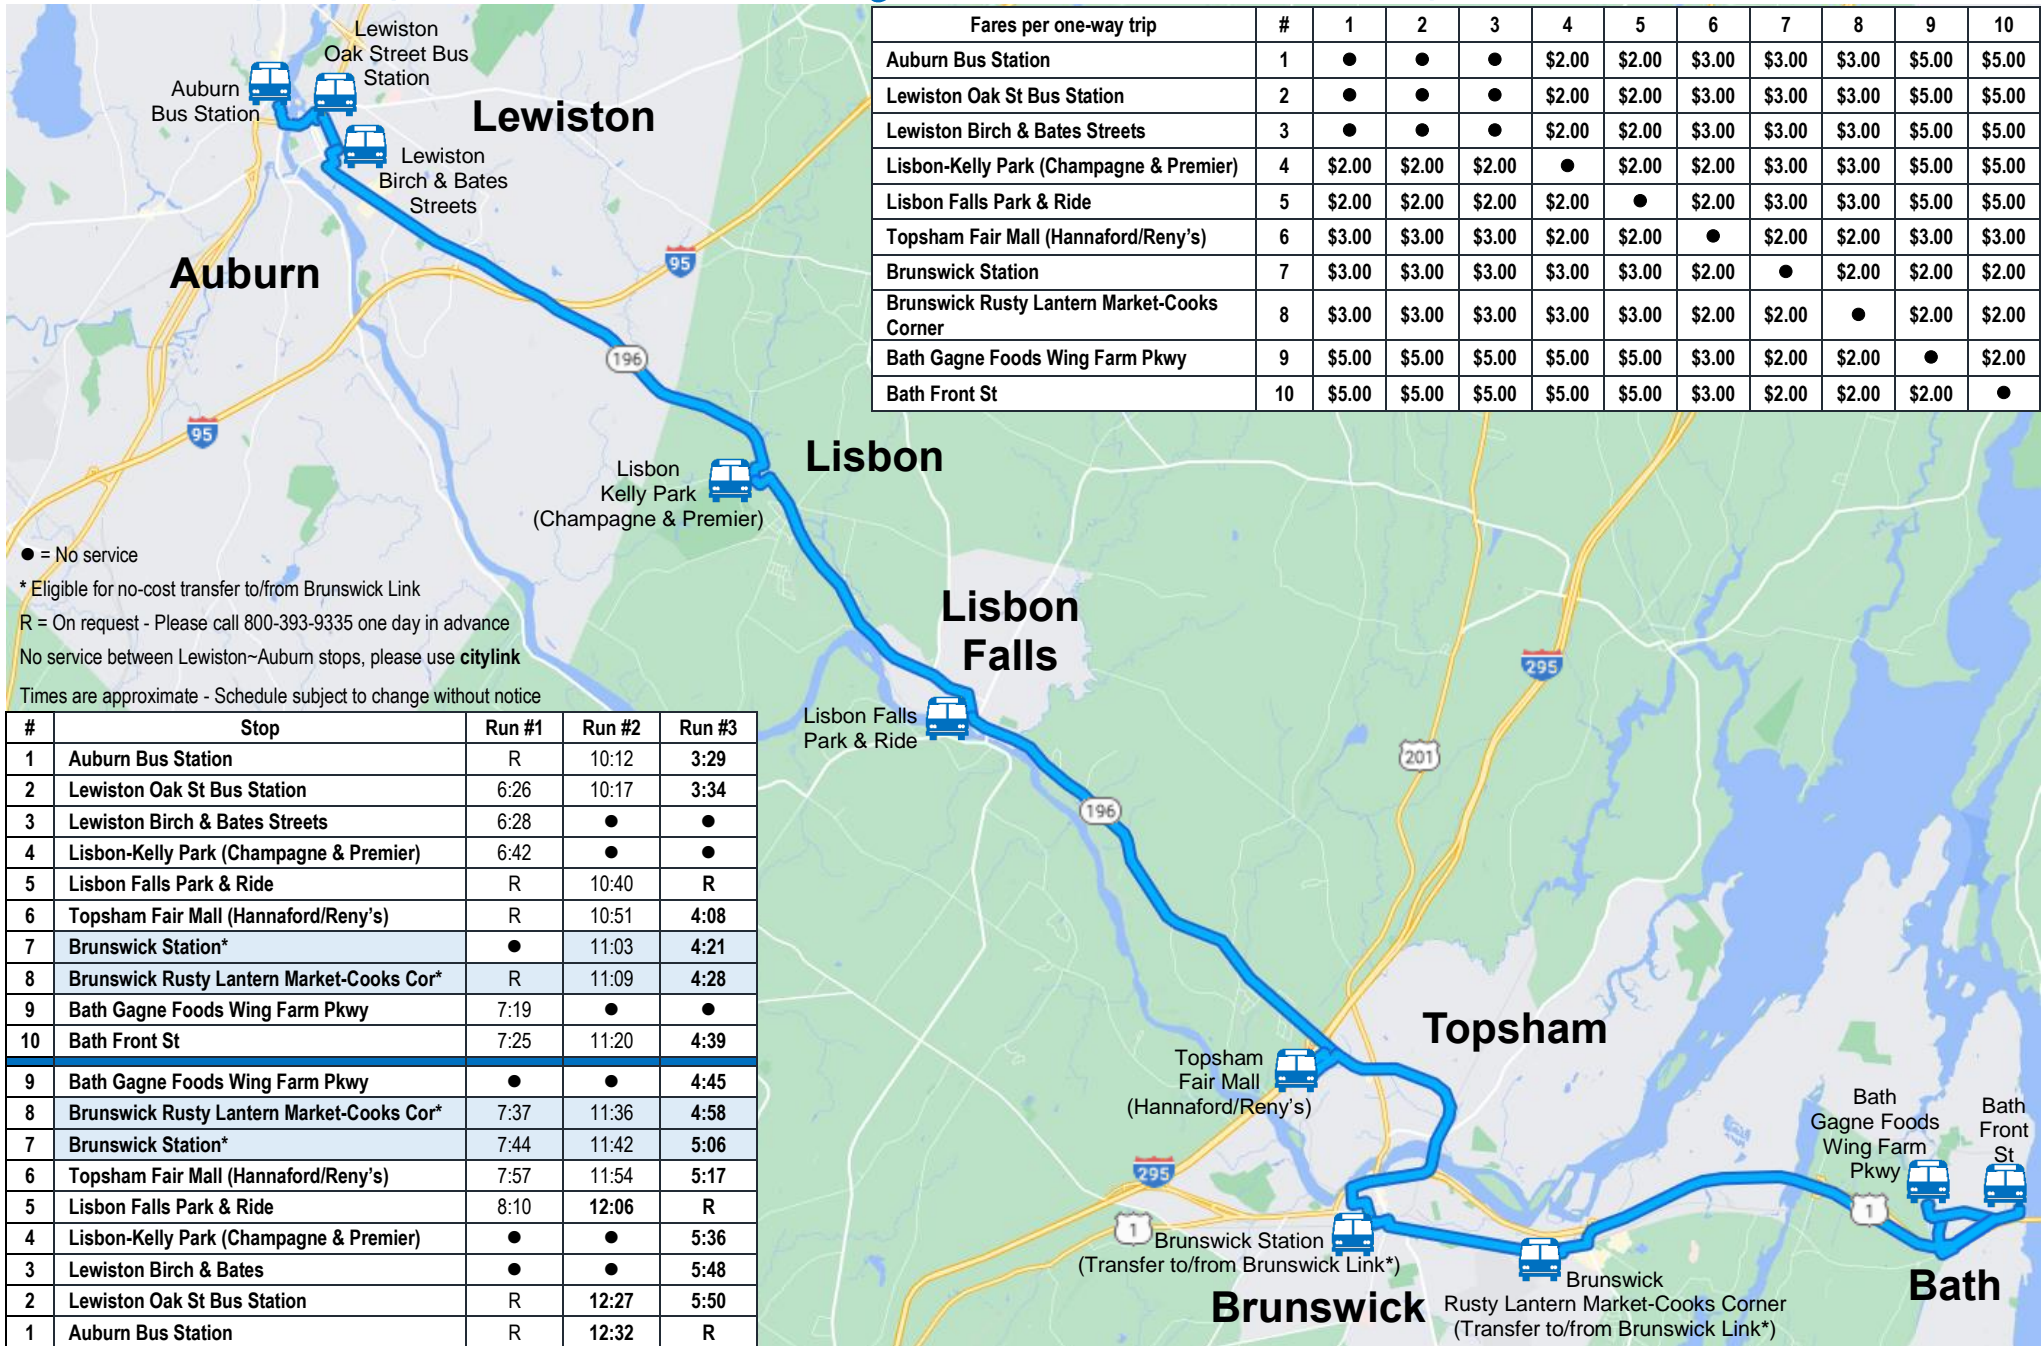 Fares per one-way trip # 1 2 3 4 5 6 7 8 9 10
Auburn Bus Station 1 ● ● ● $2.00 $2.00 $3.00 $3.00 $3.00 $5.00 $5.00
Lewiston Oak St Bus Station 2 ● ● ● $2.00 $2.00 $3.00 $3.00 $3.00 $5.00 $5.00
Lewiston Birch & Bates Streets 3 ● ● ● $2.00 $2.00 $3.00 $3.00 $3.00 $5.00 $5.00
Lisbon-Kelly Park (Champagne & Premier) 4 $2.00 $2.00 $2.00 ● $2.00 $2.00 $3.00 $3.00 $5.00 $5.00
Lisbon Falls Park & Ride 5 $2.00 $2.00 $2.00 $2.00 ● $2.00 $3.00 $3.00 $5.00 $5.00
Topsham Fair Mall (Hannaford/Reny's) 6 $3.00 $3.00 $3.00 $2.00 $2.00 ● $2.00 $2.00 $3.00 $3.00
Brunswick Station 7 $3.00 $3.00 $3.00 $3.00 $3.00 $2.00 ● $2.00 $2.00 $2.00
Brunswick Rusty Lantern Market-Cooks
Corner 8 $3.00 $3.00 $3.00 $3.00 $3.00 $2.00 $2.00 ● $2.00 $2.00
Bath Gagne Foods Wing Farm Pkwy 9 $5.00 $5.00 $5.00 $5.00 $5.00 $3.00 $2.00 $2.00 ● $2.00
Bath Front St 10 $5.00 $5.00 $5.00 $5.00 $5.00 $3.00 $2.00 $2.00 $2.00 ●
Lewiston
Oak Street Bus
Station
Auburn
Bus Station
Lewiston
Lewiston
Birch & Bates
Streets
Auburn
95
196
95
Lisbon
Lisbon
Kelly Park
(Champagne & Premier)
● = No service
* Eligible for no-cost transfer to/from Brunswick Link
R = On request - Please call 800-393-9335 one day in advance
No service between Lewiston~Auburn stops, please use citylink
Times are approximate - Schedule subject to change without notice
Lisbon
Falls
Lisbon Falls
Park & Ride
295
201
196
# Stop Run #1 Run #2 Run #3
1 Auburn Bus Station R 10:12 3:29
2 Lewiston Oak St Bus Station 6:26 10:17 3:34
3 Lewiston Birch & Bates Streets 6:28 ● ●
4 Lisbon-Kelly Park (Champagne & Premier) 6:42 ● ●
5 Lisbon Falls Park & Ride R 10:40 R
6 Topsham Fair Mall (Hannaford/Reny's) R 10:51 4:08
7 Brunswick Station* ● 11:03 4:21
8 Brunswick Rusty Lantern Market-Cooks Cor* R 11:09 4:28
9 Bath Gagne Foods Wing Farm Pkwy 7:19 ● ●
10 Bath Front St 7:25 11:20 4:39
9 Bath Gagne Foods Wing Farm Pkwy ● ● 4:45
8 Brunswick Rusty Lantern Market-Cooks Cor* 7:37 11:36 4:58
7 Brunswick Station* 7:44 11:42 5:06
6 Topsham Fair Mall (Hannaford/Reny's) 7:57 11:54 5:17
5 Lisbon Falls Park & Ride 8:10 12:06 R
4 Lisbon-Kelly Park (Champagne & Premier) ● ● 5:36
3 Lewiston Birch & Bates ● ● 5:48
2 Lewiston Oak St Bus Station R 12:27 5:50
1 Auburn Bus Station R 12:32 R
Topsham
Topsham
Fair Mall
(Hannaford/Reny's)
295
1
Brunswick Station
(Transfer to/from Brunswick Link*)
Brunswick
Brunswick
Rusty Lantern Market-Cooks Corner
(Transfer to/from Brunswick Link*)
Bath
Gagne Foods
Wing Farm
Pkwy
Bath
Front
St
1
Bath